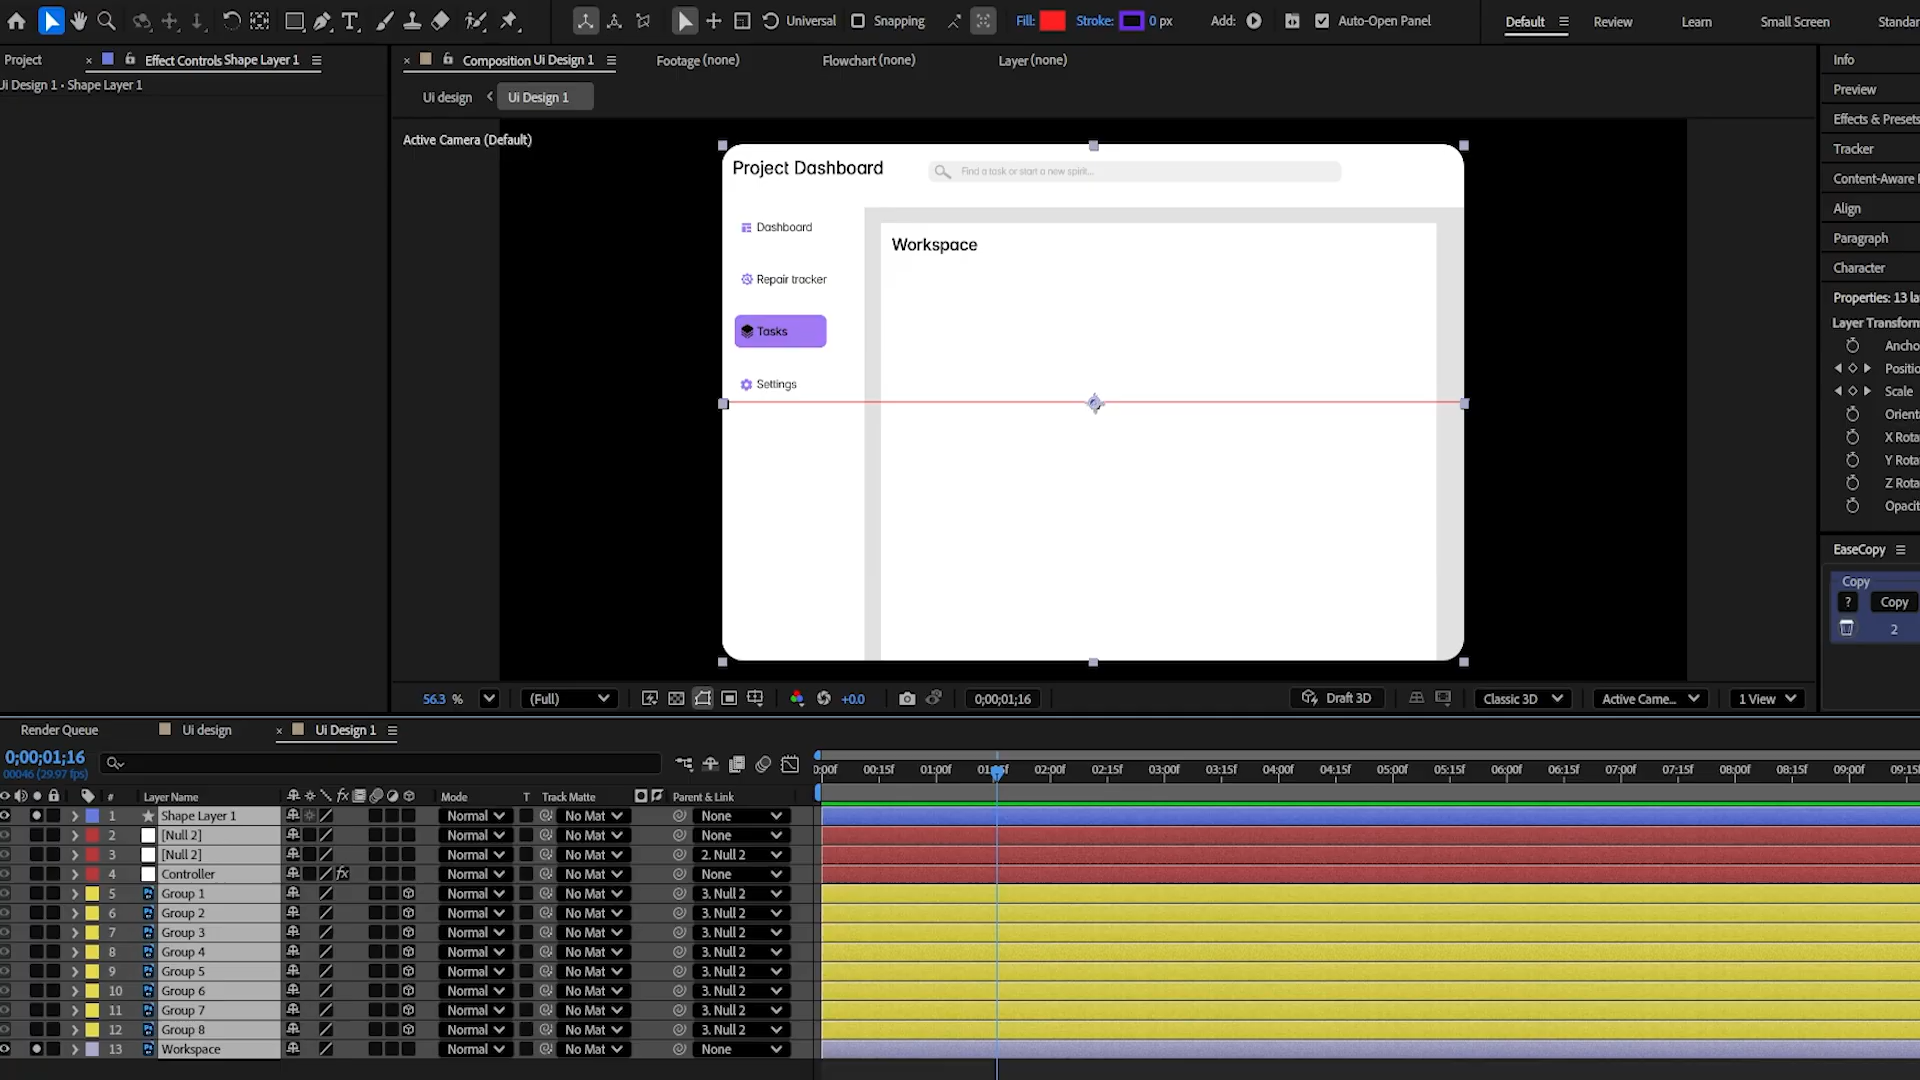 Universal
Snapping
Fill:
Stroke:
0 px
Add:
Auto-Open Panel
Default
Review
Learn
Small Screen
Standar
Project
Effect Controls Shape Layer 1
Composition Ui Design 1
Footage (none)
Flowchart (none)
Layer (none)
Info
Ui Design 1 • Shape Layer 1
Ui design
Ui Design 1
Preview
Effects & Presets
Active Camera (Default)
Tracker
Project Dashboard
Find a task or start a new spirit...
Content-Aware F
Align
Dashboard
Workspace
Paragraph
Character
Repair tracker
Properties: 13 la
Layer Transform
Tasks
Ancho
Positio
Settings
Scale
Orient
X Rota
Y Rota
Z Rota
Opacit
EaseCopy
Copy
? Copy
2
56.3 %
(Full)
+0.0
0;00;01;16
Draft 3D
Classic 3D
Active Came...
1 View
Render Queue
Ui design
Ui Design 1
0;00;01;16
00046 (29.97 fps)
00:15f 01:00f 02:00f 02:15f 03:00f 03:15f 04:00f 04:15f 05:00f 05:15f 06:00f 06:15f 07:00f 07:15f 08:00f 08:15f 09:00f 09:15
# Layer Name fx Mode T Track Matte Parent & Link
1 Shape Layer 1 Normal No Mat None
2 [Null 2] Normal No Mat None
3 [Null 2] Normal No Mat 2. Null 2
4 Controller fx Normal No Mat None
5 Group 1 Normal No Mat 3. Null 2
6 Group 2 Normal No Mat 3. Null 2
7 Group 3 Normal No Mat 3. Null 2
8 Group 4 Normal No Mat 3. Null 2
9 Group 5 Normal No Mat 3. Null 2
10 Group 6 Normal No Mat 3. Null 2
11 Group 7 Normal No Mat 3. Null 2
12 Group 8 Normal No Mat 3. Null 2
13 Workspace Normal No Mat None